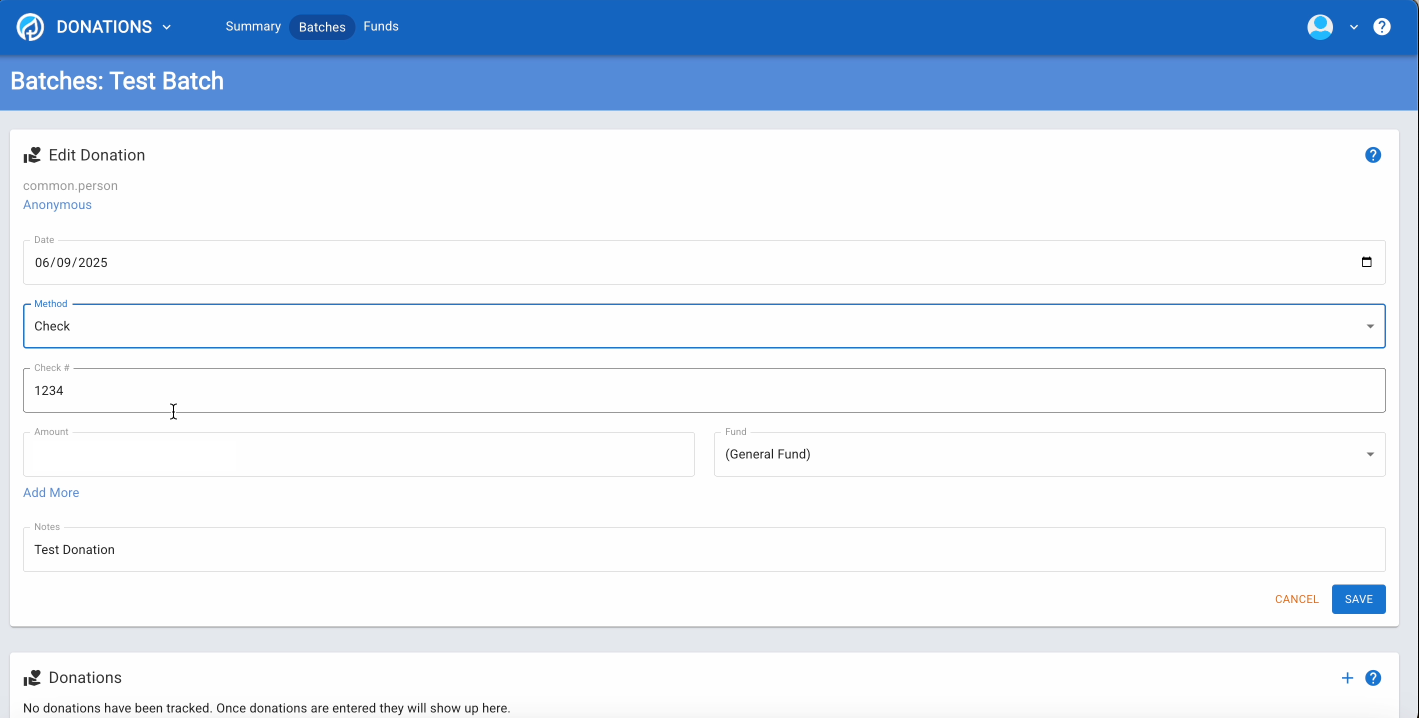 DONATIONS Summary Batches Funds
Batches: Test Batch
Edit Donation
common.person
Anonymous
Date
06/09/2025
Method
Check
Check #
1234
Amount
Fund
(General Fund)
Add More
Notes
Test Donation
CANCEL SAVE
Donations
No donations have been tracked. Once donations are entered they will show up here.